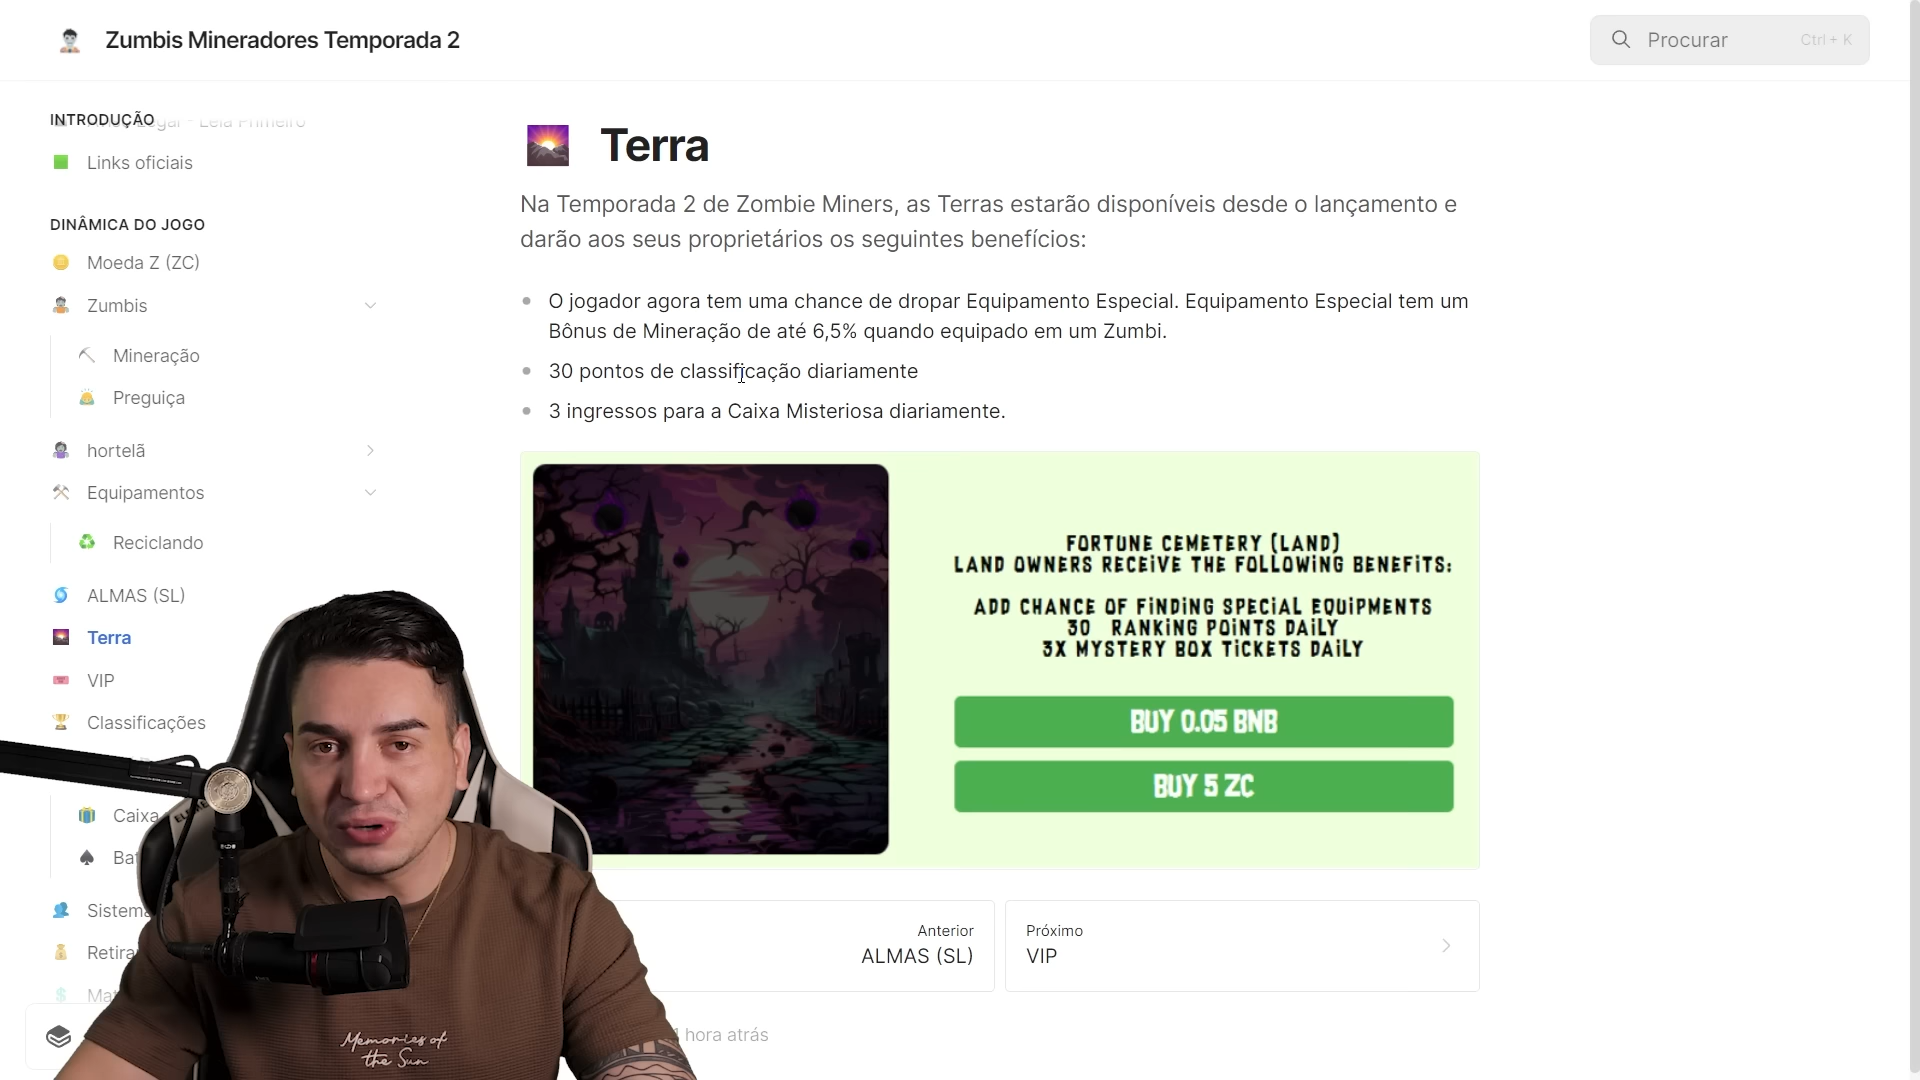 Zumbis Mineradores Temporada 2
Procurar
Ctrl + K
INTRODUÇÃO
Links oficiais
DINÂMICA DO JOGO
Moeda Z (ZC)
Zumbis
Mineração
Preguiça
hortelã
Equipamentos
Reciclando
ALMAS (SL)
Terra
VIP
Classificações
Caixa
Bat
Sistema
Retira
Mat
Terra
Na Temporada 2 de Zombie Miners, as Terras estarão disponíveis desde o lançamento e
darão aos seus proprietários os seguintes benefícios:
O jogador agora tem uma chance de dropar Equipamento Especial. Equipamento Especial tem um
Bônus de Mineração de até 6,5% quando equipado em um Zumbi.
30 pontos de classificação diariamente
3 ingressos para a Caixa Misteriosa diariamente.
FORTUNE CEMETERY (LAND)
LAND OWNERS RECEIVE THE FOLLOWING BENEFITS:
ADD CHANCE OF FINDING SPECIAL EQUIPMENTS
30 RANKING POINTS DAILY
3X MYSTERY BOX TICKETS DAILY
BUY 0.05 BNB
BUY 5 ZC
Anterior
ALMAS (SL)
Próximo
VIP
1 hora atrás
Memories of
the Sun